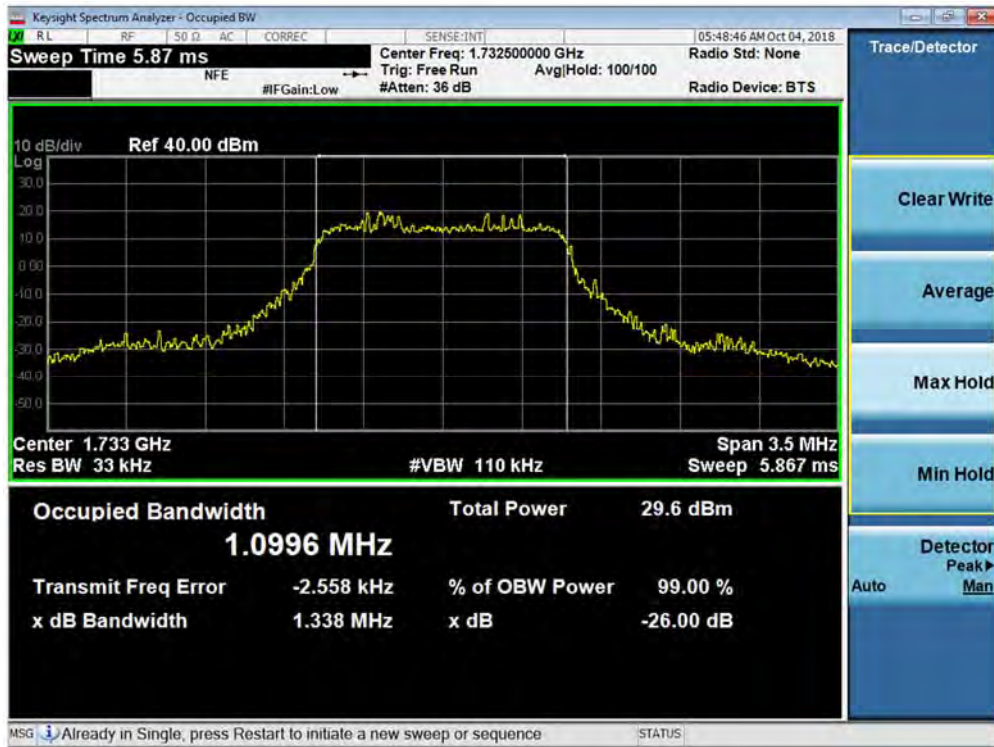 Keysight Spectrum Analyzer - Occupied BW
RL RF 50 Ω AC CORREC SENSE:INT 05:48:46 AM Oct 04, 2018
Sweep Time 5.87 ms
Center Freq: 1.732500000 GHz
Radio Std: None
NFE
Trig: Free Run
Avg|Hold: 100/100
#IFGain:Low
#Atten: 36 dB
Radio Device: BTS
10 dB/div
Ref 40.00 dBm
Log
30.0
20.0
10.0
0.00
-10.0
-20.0
-30.0
-40.0
-50.0
Center 1.733 GHz
Span 3.5 MHz
Res BW 33 kHz
#VBW 110 kHz
Sweep 5.867 ms
Occupied Bandwidth
1.0996 MHz
Total Power 29.6 dBm
Transmit Freq Error -2.558 kHz
% of OBW Power 99.00 %
x dB Bandwidth 1.338 MHz
x dB -26.00 dB
MSG Already in Single, press Restart to initiate a new sweep or sequence
STATUS
Trace/Detector
Clear Write
Average
Max Hold
Min Hold
Detector
Peak▶
Auto Man